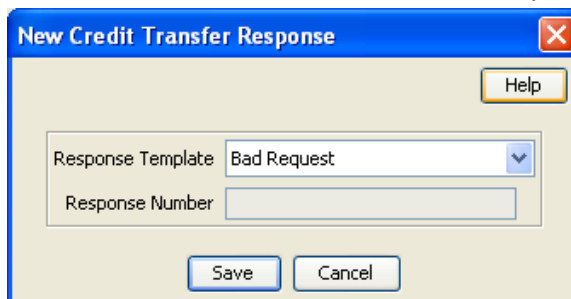 New Credit Transfer Response
Help
Response Template Bad Request
Response Number
Save Cancel